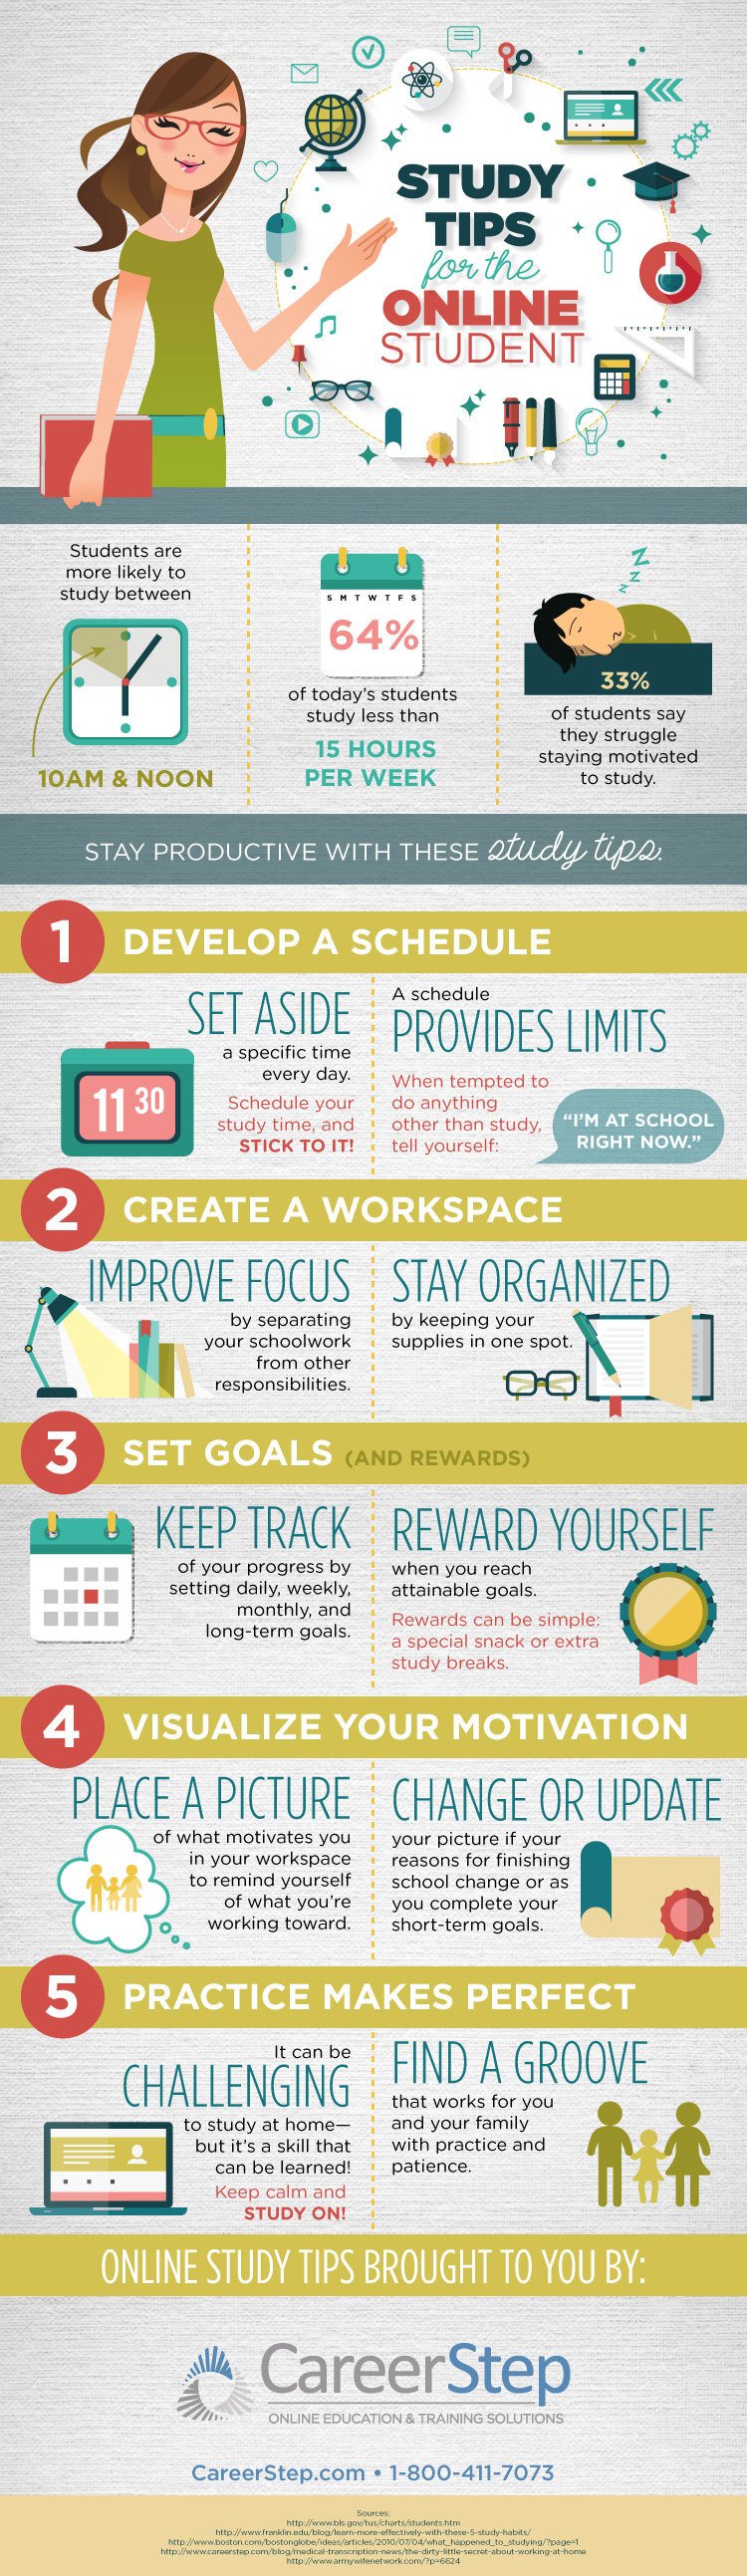 STUDY
TIPS
for the
ONLINE
STUDENT
Students are
more likely to
study between
10AM & NOON
S M T W T F S
64%
of today's students
study less than
15 HOURS
PER WEEK
Z
Z
Z
33%
of students say
they struggle
staying motivated
to study.
STAY PRODUCTIVE WITH THESE study tips:
1 DEVELOP A SCHEDULE
SET ASIDE
a specific time
every day.
Schedule your
study time, and
STICK TO IT!
11 30
A schedule
PROVIDES LIMITS
When tempted to
do anything
other than study,
tell yourself:
“I'M AT SCHOOL
RIGHT NOW.”
2 CREATE A WORKSPACE
IMPROVE FOCUS
by separating
your schoolwork
from other
responsibilities.
STAY ORGANIZED
by keeping your
supplies in one spot.
3 SET GOALS (AND REWARDS)
KEEP TRACK
of your progress by
setting daily, weekly,
monthly, and
long-term goals.
REWARD YOURSELF
when you reach
attainable goals.
Rewards can be simple:
a special snack or extra
study breaks.
4 VISUALIZE YOUR MOTIVATION
PLACE A PICTURE
of what motivates you
in your workspace
to remind yourself
of what you're
working toward.
CHANGE OR UPDATE
your picture if your
reasons for finishing
school change or as
you complete your
short-term goals.
5 PRACTICE MAKES PERFECT
It can be
CHALLENGING
to study at home—
but it's a skill that
can be learned!
Keep calm and
STUDY ON!
FIND A GROOVE
that works for you
and your family
with practice and
patience.
ONLINE STUDY TIPS BROUGHT TO YOU BY:
CareerStep
ONLINE EDUCATION & TRAINING SOLUTIONS
CareerStep.com • 1-800-411-7073
Sources:
http://www.bls.gov/tus/charts/students.htm
http://www.franklin.edu/blog/learn-more-effectively-with-these-5-study-habits/
http://www.boston.com/bostonglobe/ideas/articles/2010/07/04/what_happened_to_studying/?page=1
http://www.careerstep.com/blog/medical-transcription-news/the-dirty-little-secret-about-working-at-home
http://www.armywifenetwork.com/?p=6624